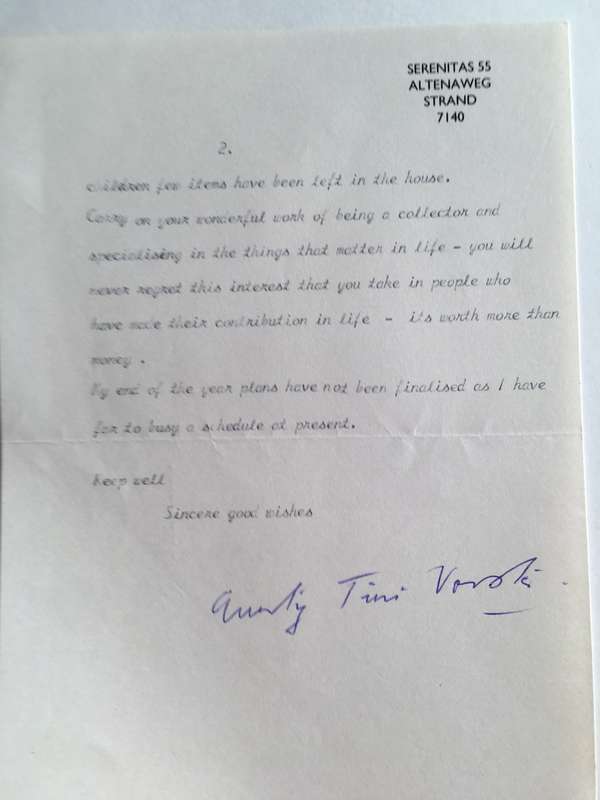 SERENITAS 55
ALTENAWEG
STRAND
7140
2.
children few items have been left in the house.
Carry on your wonderful work of being a collector and
specialising in the things that matter in life - you will
never regret this interest that you take in people who
have made their contribution in life - its worth more than
money .
My end of the year plans have not been finalised as I have
far to busy a schedule at present.
Keep well
Sincere good wishes
Tini Vorster